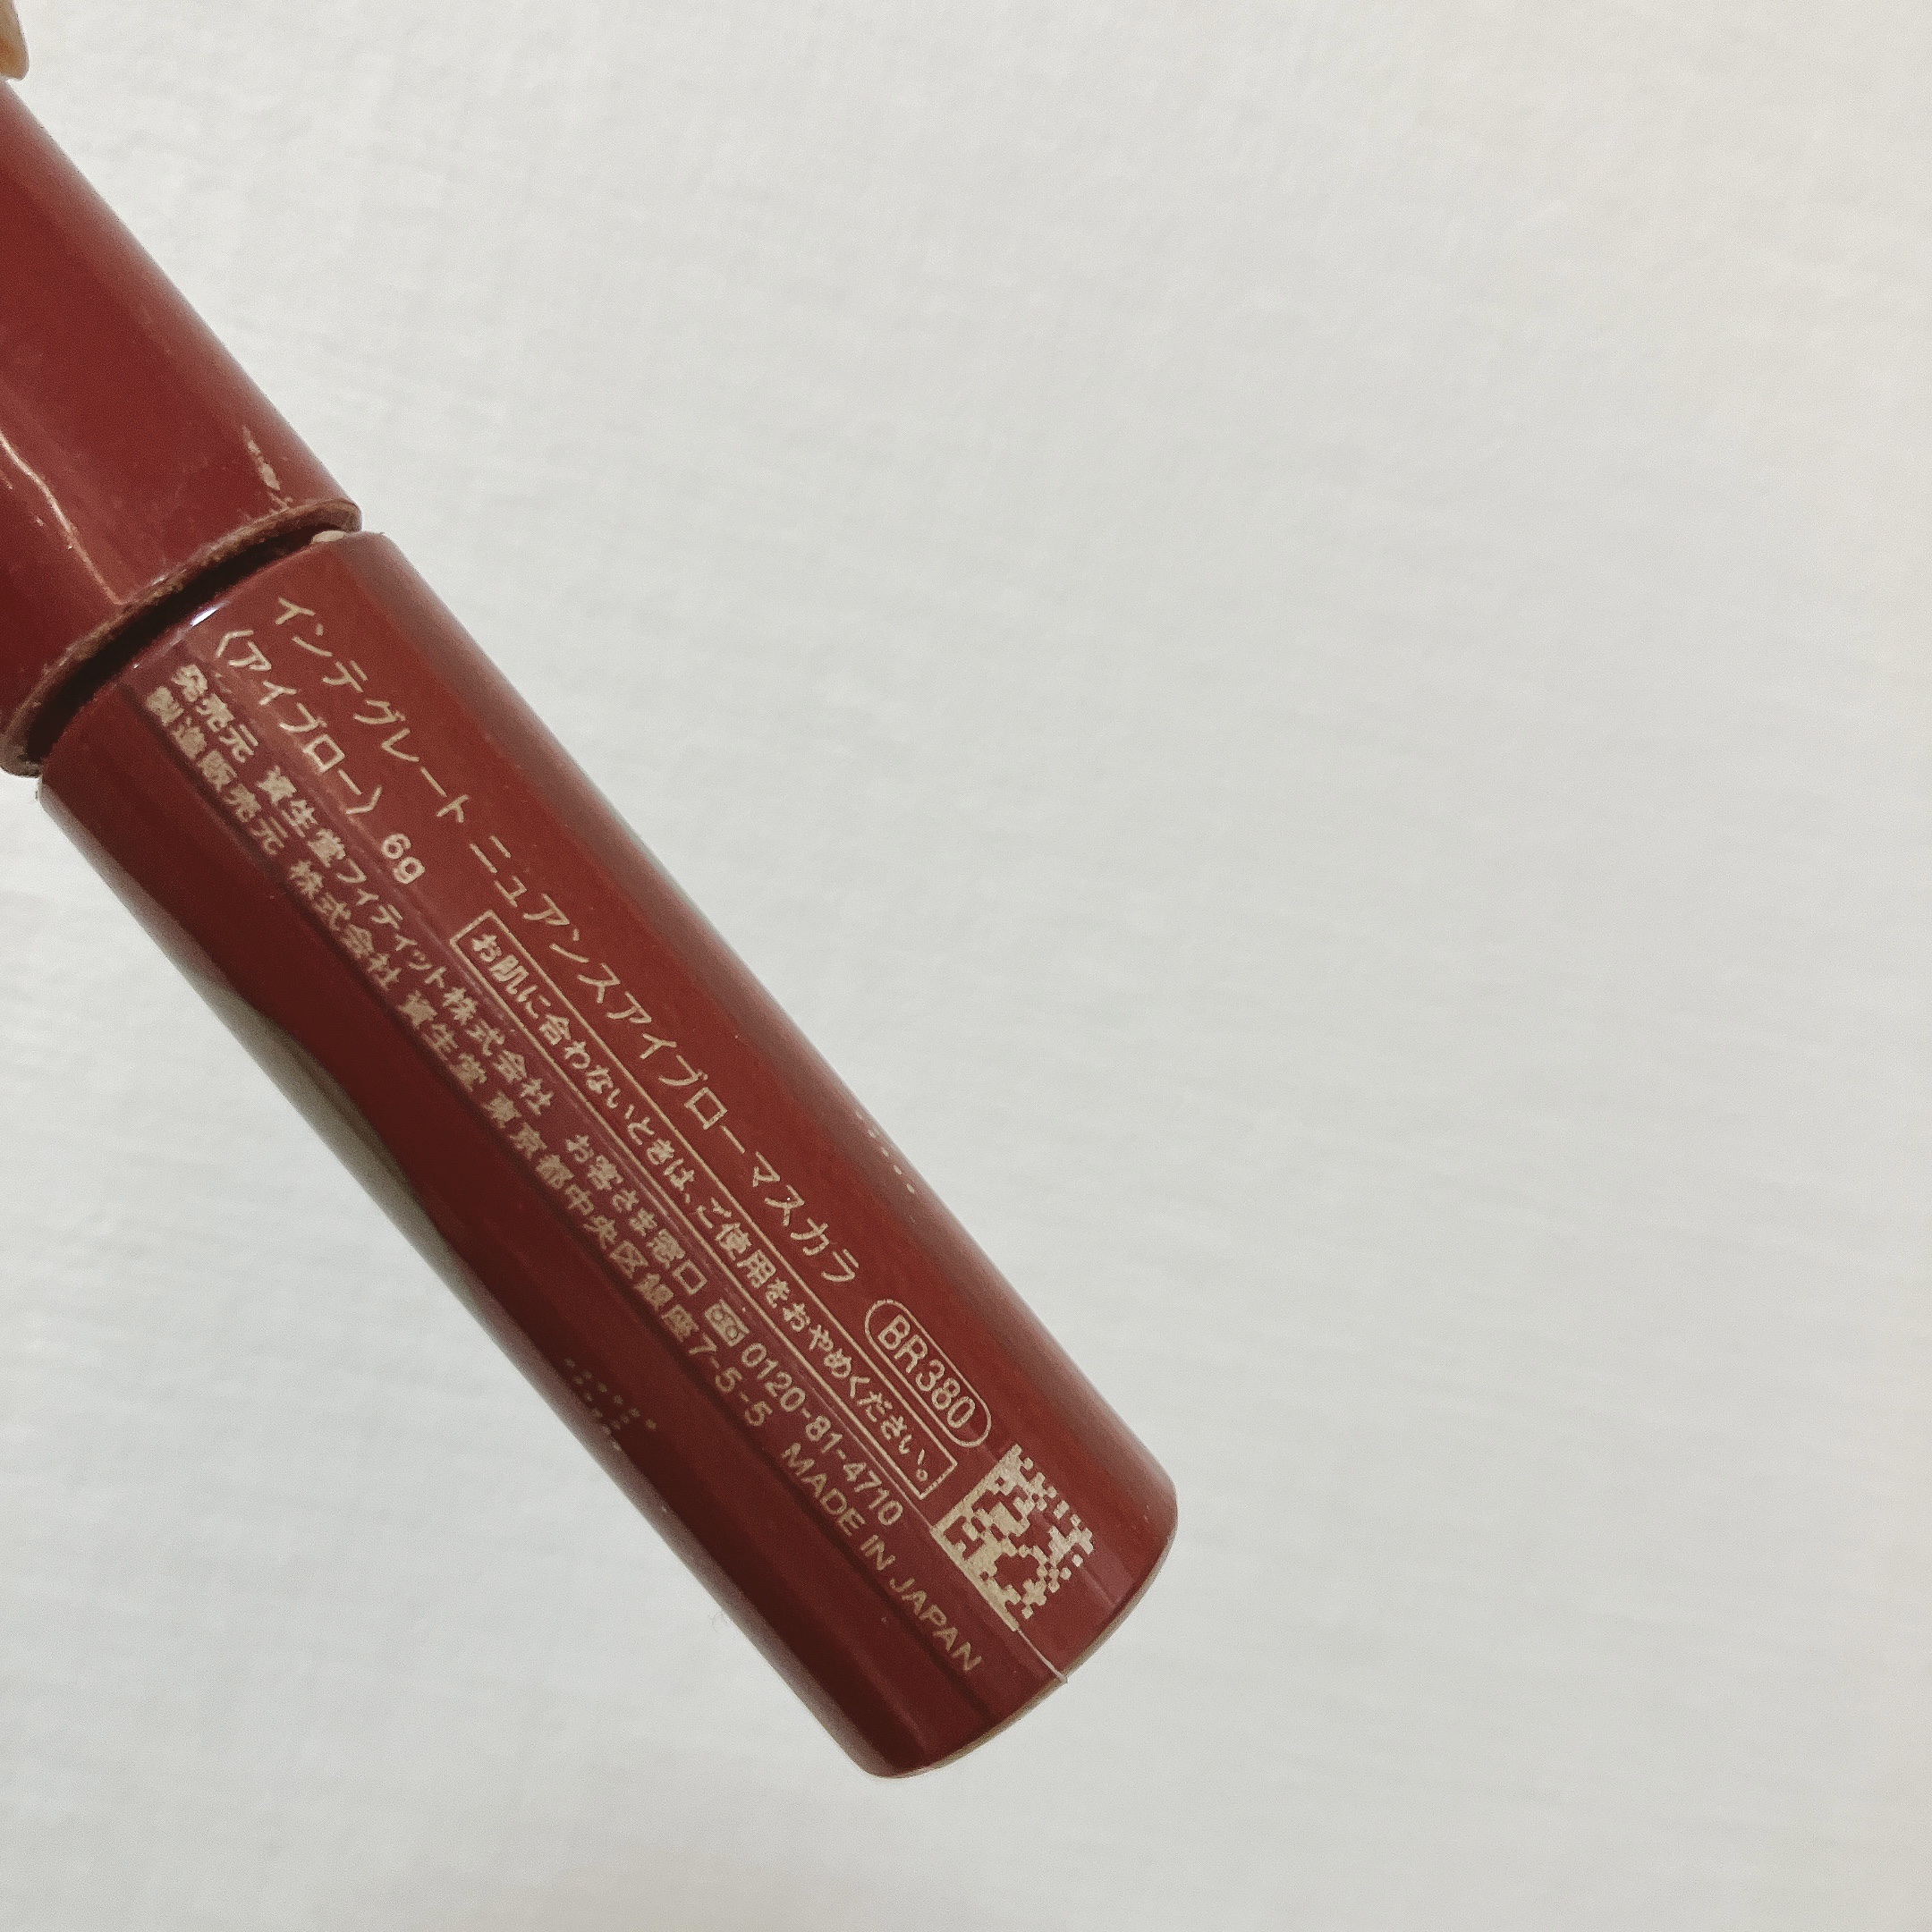 インテグレート ニュアンスアイブローマスカラ BR380
〈アイブロー〉 6g
お肌に合わないときは、ご使用をおやめください。
発売元 資生堂フィティット株式会社 お客さま窓口 0120-81-4710
製造販売元 株式会社 資生堂 東京都中央区銀座7-5-5 MADE IN JAPAN